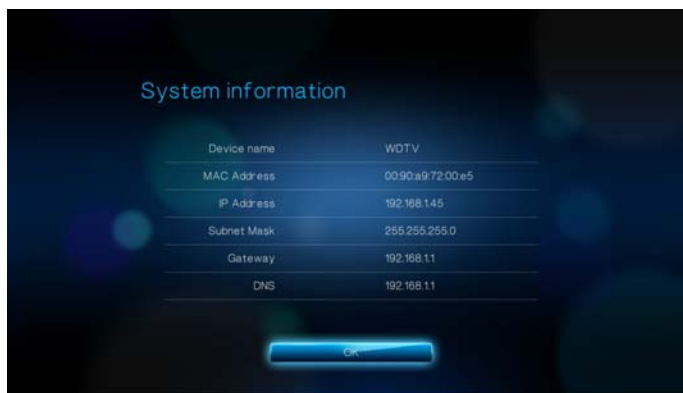 System information
Device name WDTV
MAC Address 00:90:a9:72:00:e5
IP Address 192.168.1.45
Subnet Mask 255.255.255.0
Gateway 192.168.1.1
DNS 192.168.1.1
OK